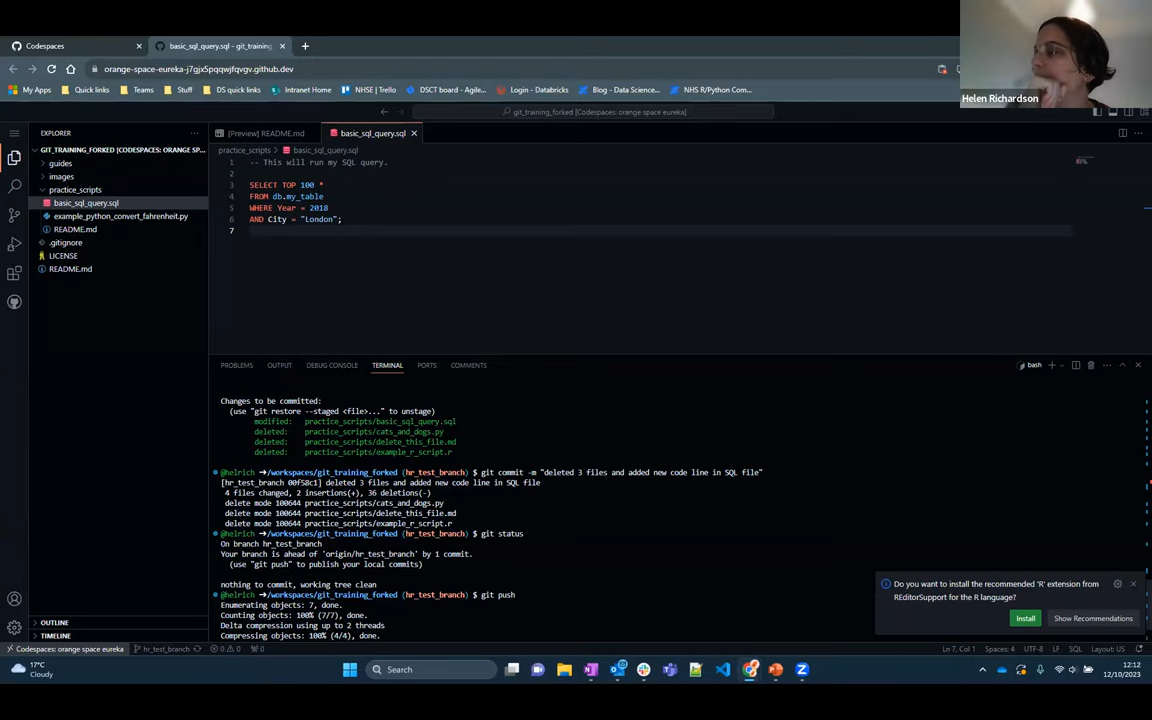 Codespaces
basic_sql_query.sql - git_training
orange-space-eureka-j7gjx5pqqwjfqvgv.github.dev
My Apps
Quick links
Teams
Stuff
DS quick links
Intranet Home
NHSE | Trello
DSCT board - Agile...
Login - Databricks
Blog - Data Science...
NHS R/Python Com...
Helen Richardson
git_training_forked [Codespaces: orange space eureka]
EXPLORER
GIT_TRAINING_FORKED [CODESPACES: ORANGE SP...
guides
images
practice_scripts
basic_sql_query.sql
example_python_convert_fahrenheit.py
README.md
.gitignore
LICENSE
README.md
OUTLINE
TIMELINE
[Preview] README.md
basic_sql_query.sql
practice_scripts > basic_sql_query.sql
1 -- This will run my SQL query.
2
3 SELECT TOP 100 *
4 FROM db.my_table
5 WHERE Year = 2018
6 AND City = "London";
7
PROBLEMS
OUTPUT
DEBUG CONSOLE
TERMINAL
PORTS
COMMENTS
bash
Changes to be committed:
(use "git restore --staged <file>..." to unstage)
modified: practice_scripts/basic_sql_query.sql
deleted: practice_scripts/cats_and_dogs.py
deleted: practice_scripts/delete_this_file.md
deleted: practice_scripts/example_r_script.r
@helrich ➜/workspaces/git_training_forked (hr_test_branch) $ git commit -m "deleted 3 files and added new code line in SQL file"
[hr_test_branch 00f58c1] deleted 3 files and added new code line in SQL file
4 files changed, 2 insertions(+), 36 deletions(-)
delete mode 100644 practice_scripts/cats_and_dogs.py
delete mode 100644 practice_scripts/delete_this_file.md
delete mode 100644 practice_scripts/example_r_script.r
@helrich ➜/workspaces/git_training_forked (hr_test_branch) $ git status
On branch hr_test_branch
Your branch is ahead of 'origin/hr_test_branch' by 1 commit.
(use "git push" to publish your local commits)
nothing to commit, working tree clean
@helrich ➜/workspaces/git_training_forked (hr_test_branch) $ git push
Enumerating objects: 7, done.
Counting objects: 100% (7/7), done.
Delta compression using up to 2 threads
Compressing objects: 100% (4/4), done.
Do you want to install the recommended 'R' extension from
REditorSupport for the R language?
Install
Show Recommendations
Codespaces: orange space eureka
hr_test_branch
0
0
0
Ln 7, Col 1
Spaces: 4
UTF-8
LF
SQL
Layout: US
17°C
Cloudy
Search
12:12
12/10/2023